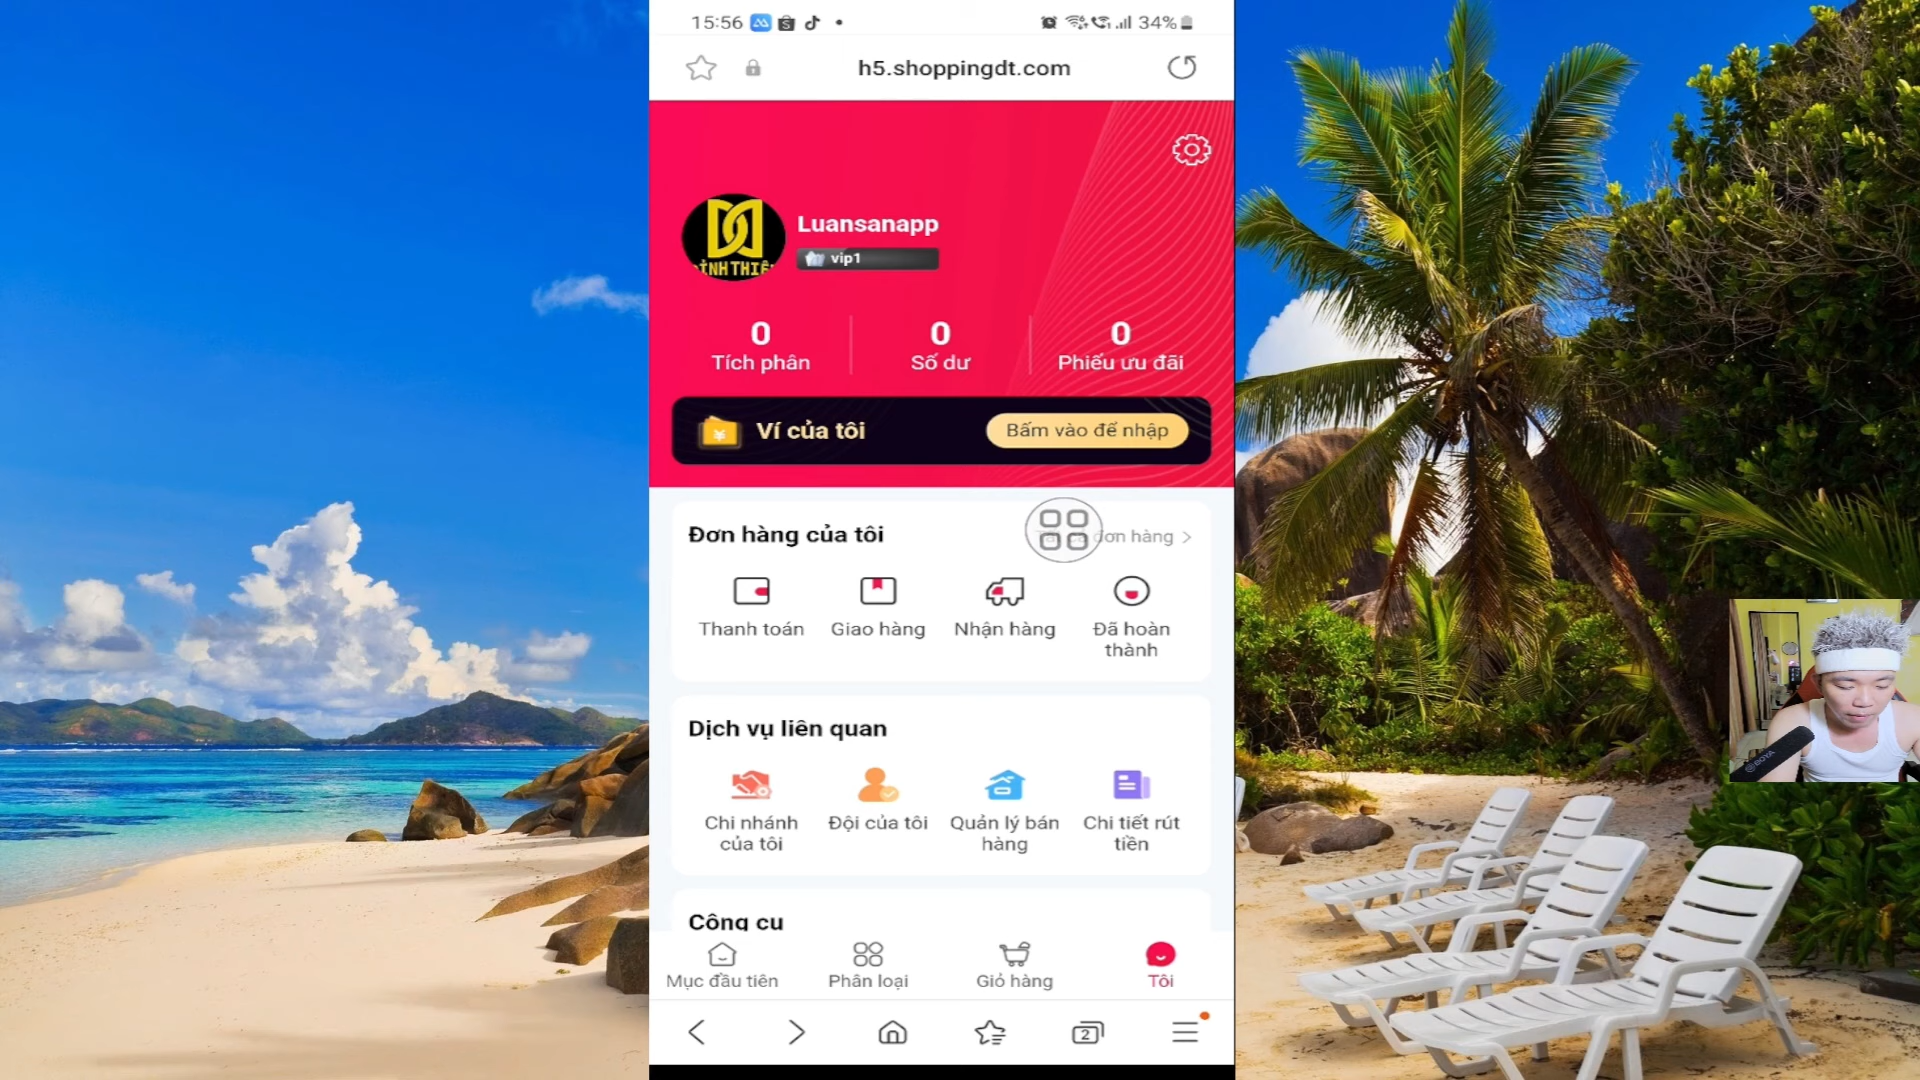 15:56
34%
h5.shoppingdt.com
ĐÌNH THIÊN
Luansanapp
vip1
0
0
0
Tích phân
Số dư
Phiếu ưu đãi
Ví của tôi
Bấm vào để nhập
Đơn hàng của tôi
đơn hàng >
Thanh toán
Giao hàng
Nhận hàng
Đã hoàn
thành
Dịch vụ liên quan
Chi nhánh
của tôi
Đội của tôi
Quản lý bán
hàng
Chi tiết rút
tiền
Công cụ
Mục đầu tiên
Phân loại
Giỏ hàng
Tôi
2
BOYA